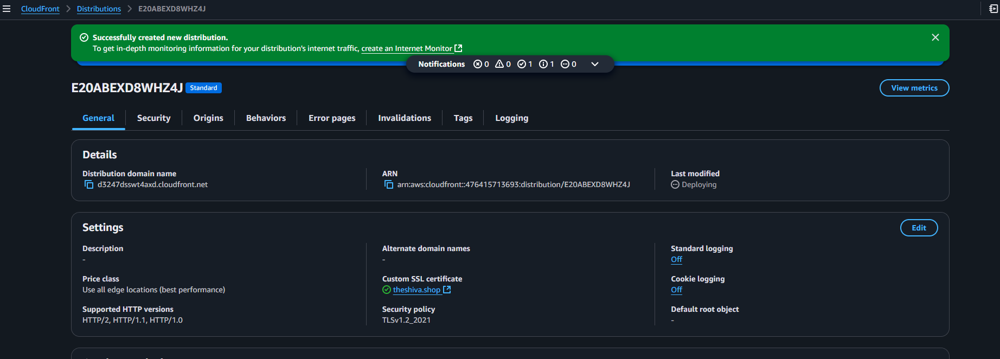 CloudFront > Distributions > E20ABEXD8WHZ4J
Successfully created new distribution.
To get in-depth monitoring information for your distribution's internet traffic, create an Internet Monitor
Notifications 0 0 1 1 0
E20ABEXD8WHZ4J Standard
View metrics
General Security Origins Behaviors Error pages Invalidations Tags Logging
Details
Distribution domain name
d3247dsswt4axd.cloudfront.net
ARN
arn:aws:cloudfront::476415713693:distribution/E20ABEXD8WHZ4J
Last modified
Deploying
Settings
Edit
Description
-
Price class
Use all edge locations (best performance)
Supported HTTP versions
HTTP/2, HTTP/1.1, HTTP/1.0
Alternate domain names
-
Custom SSL certificate
theshiva.shop
Security policy
TLSv1.2_2021
Standard logging
Off
Cookie logging
Off
Default root object
-